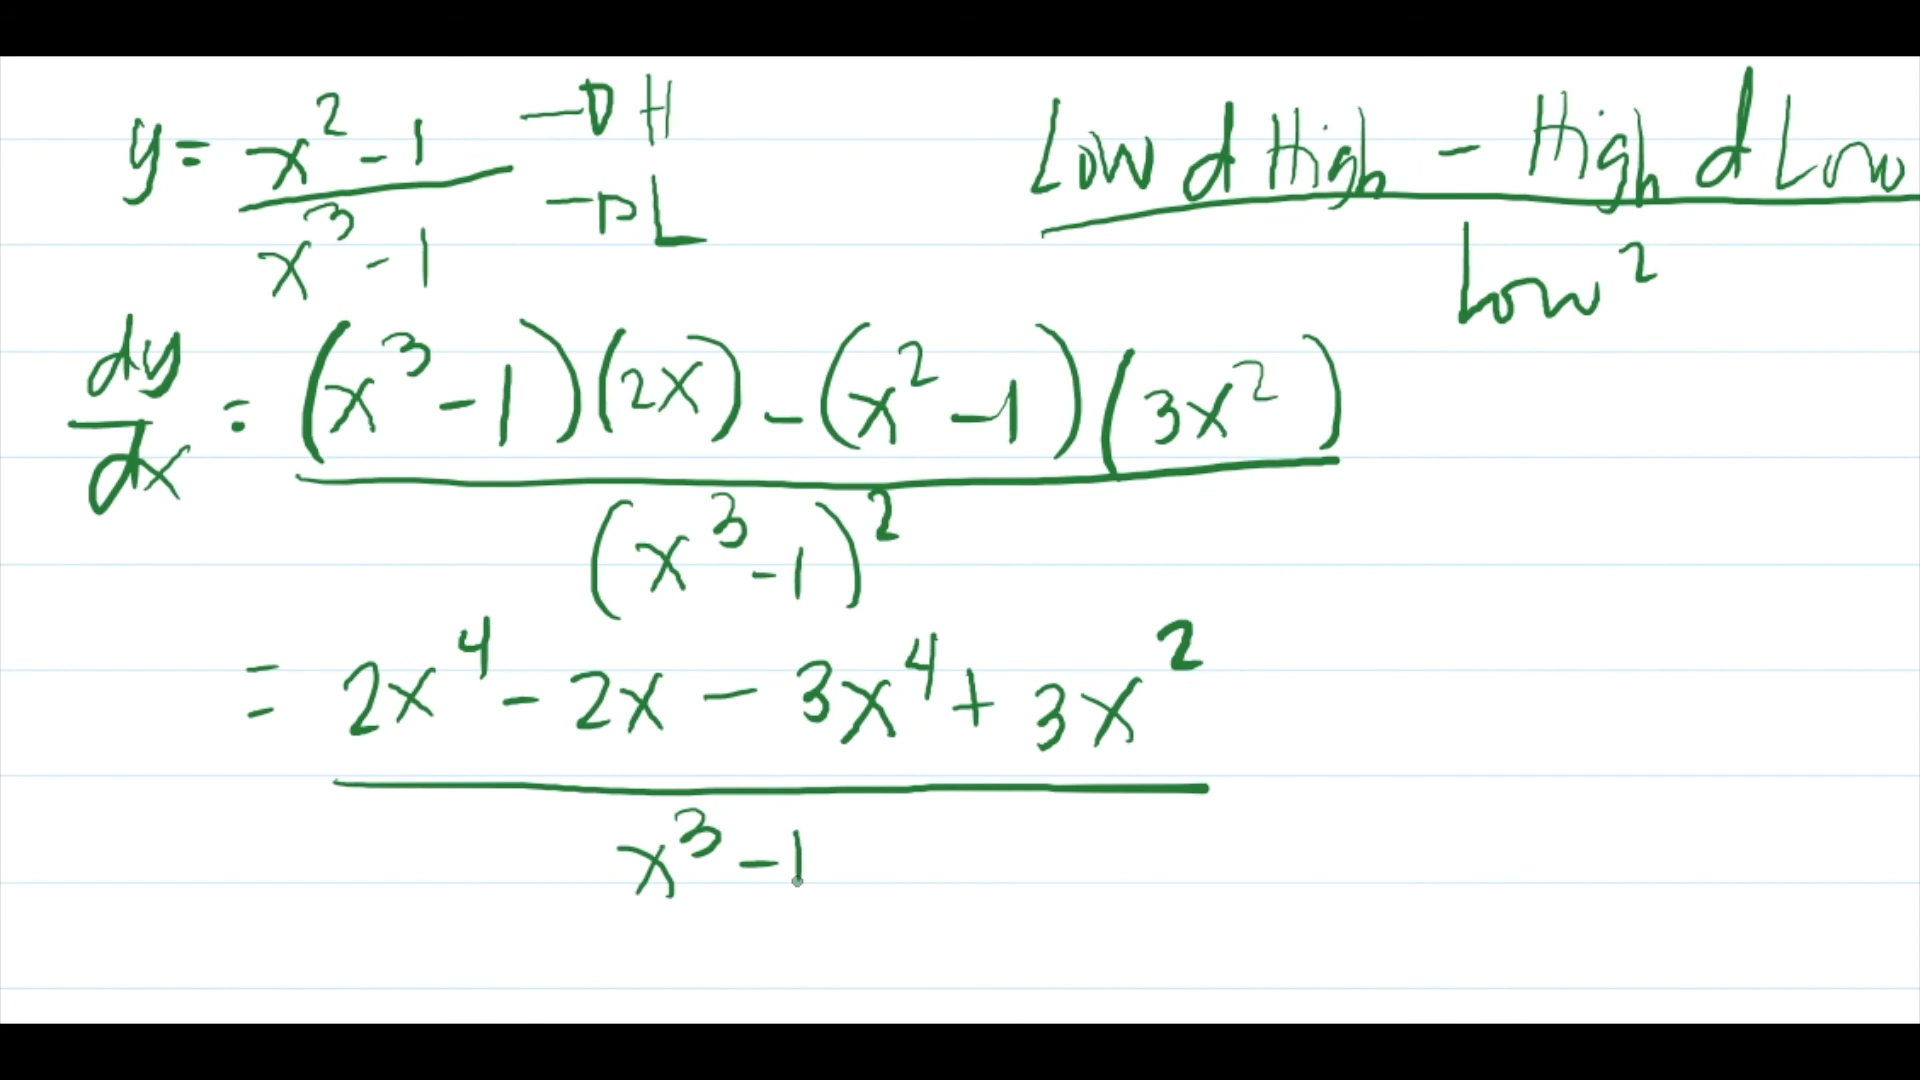 y = x² - 1 / x³ - 1 → H → L
Low d High - High d Low / Low²
dy/dx = (x³ - 1)(2x) - (x² - 1)(3x²) / (x³ - 1)²
= 2x⁴ - 2x - 3x⁴ + 3x² / x³ - 1